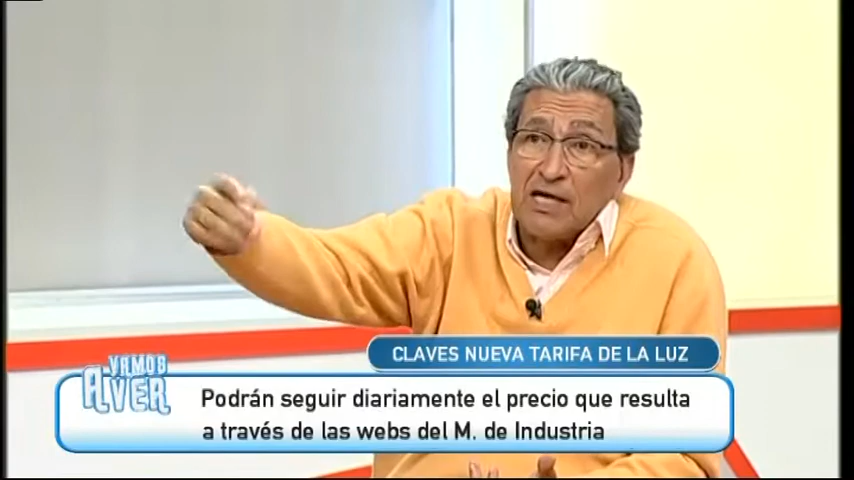 CLAVES NUEVA TARIFA DE LA LUZ
VAMOS
A VER
Podrán seguir diariamente el precio que resulta
a través de las webs del M. de Industria